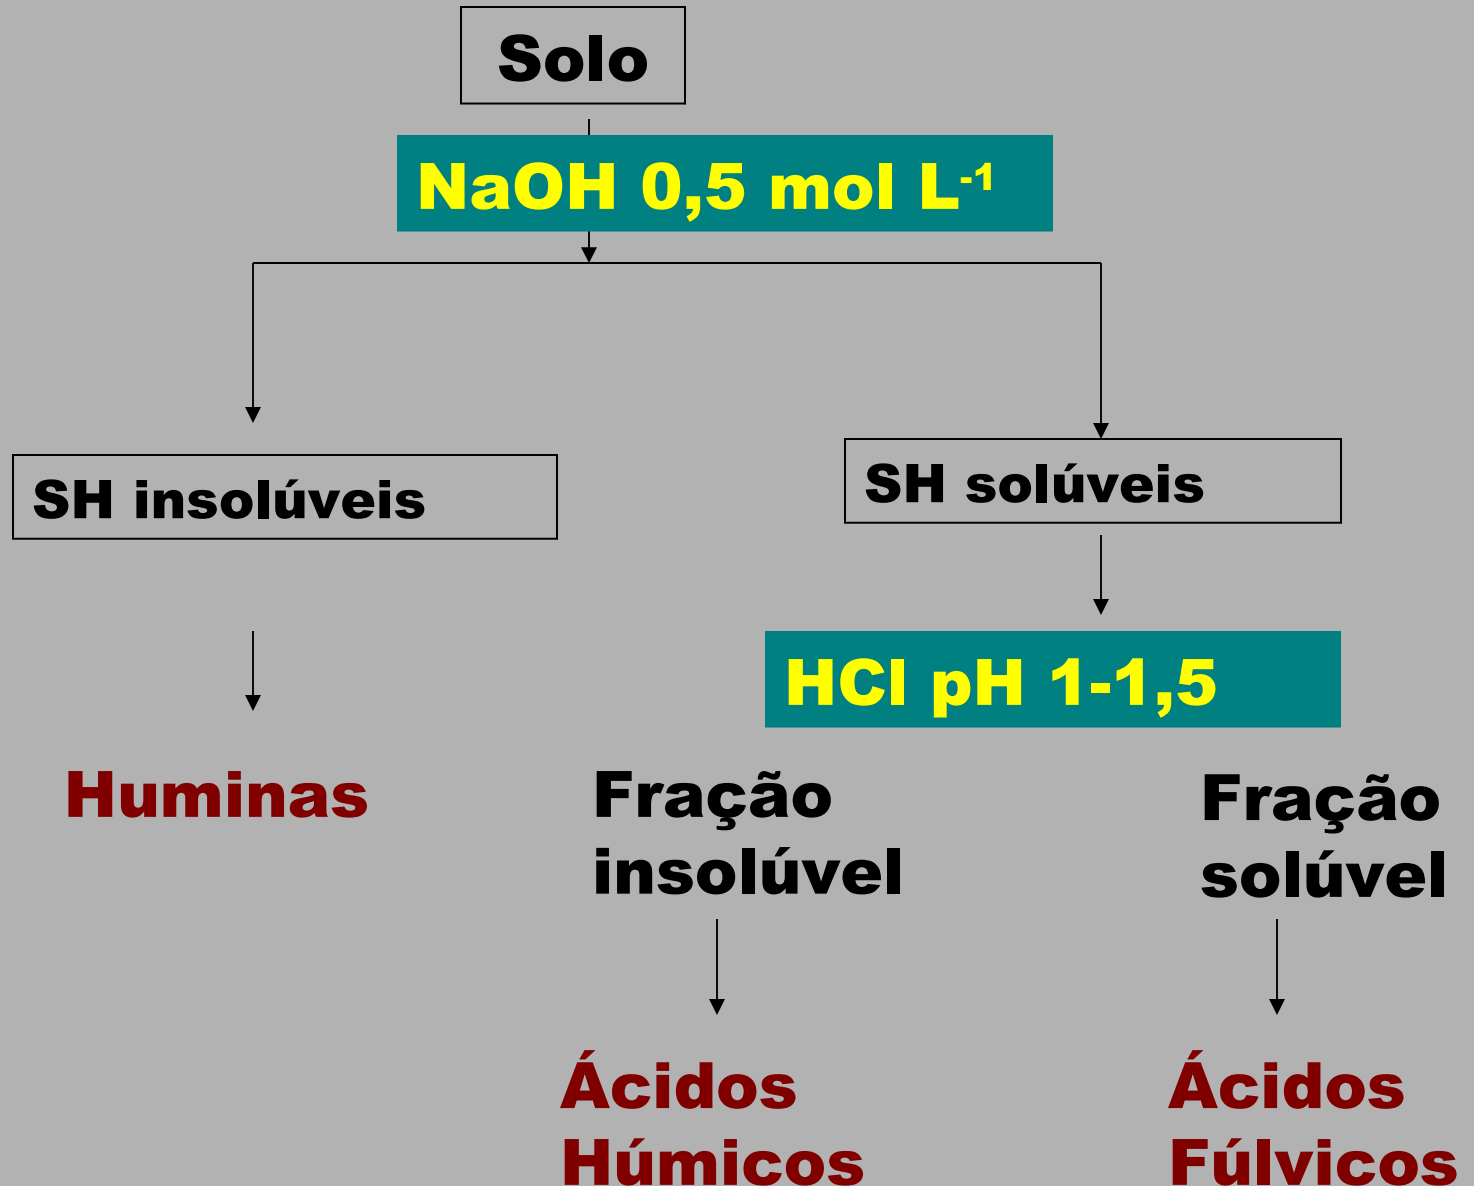 Solo
NaOH 0,5 mol L⁻¹
SH insolúveis
SH solúveis
HCl pH 1-1,5
Huminas
Fração
insolúvel
Fração
solúvel
Ácidos
Húmicos
Ácidos
Fúlvicos